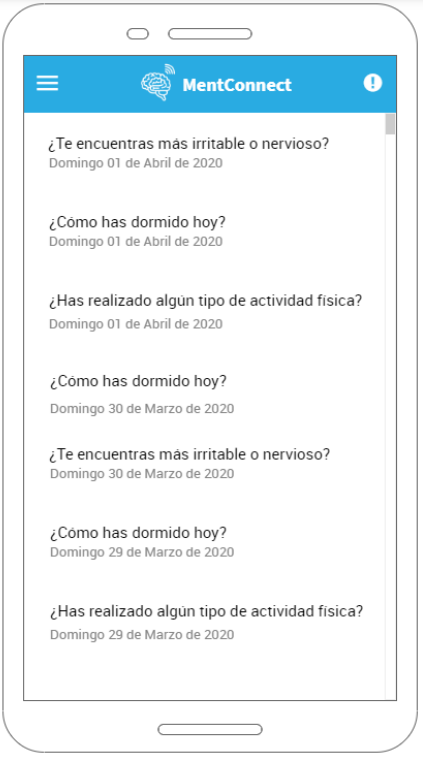 MentConnect
¿Te encuentras más irritable o nervioso?
Domingo 01 de Abril de 2020
¿Cómo has dormido hoy?
Domingo 01 de Abril de 2020
¿Has realizado algún tipo de actividad física?
Domingo 01 de Abril de 2020
¿Cómo has dormido hoy?
Domingo 30 de Marzo de 2020
¿Te encuentras más irritable o nervioso?
Domingo 30 de Marzo de 2020
¿Cómo has dormido hoy?
Domingo 29 de Marzo de 2020
¿Has realizado algún tipo de actividad física?
Domingo 29 de Marzo de 2020